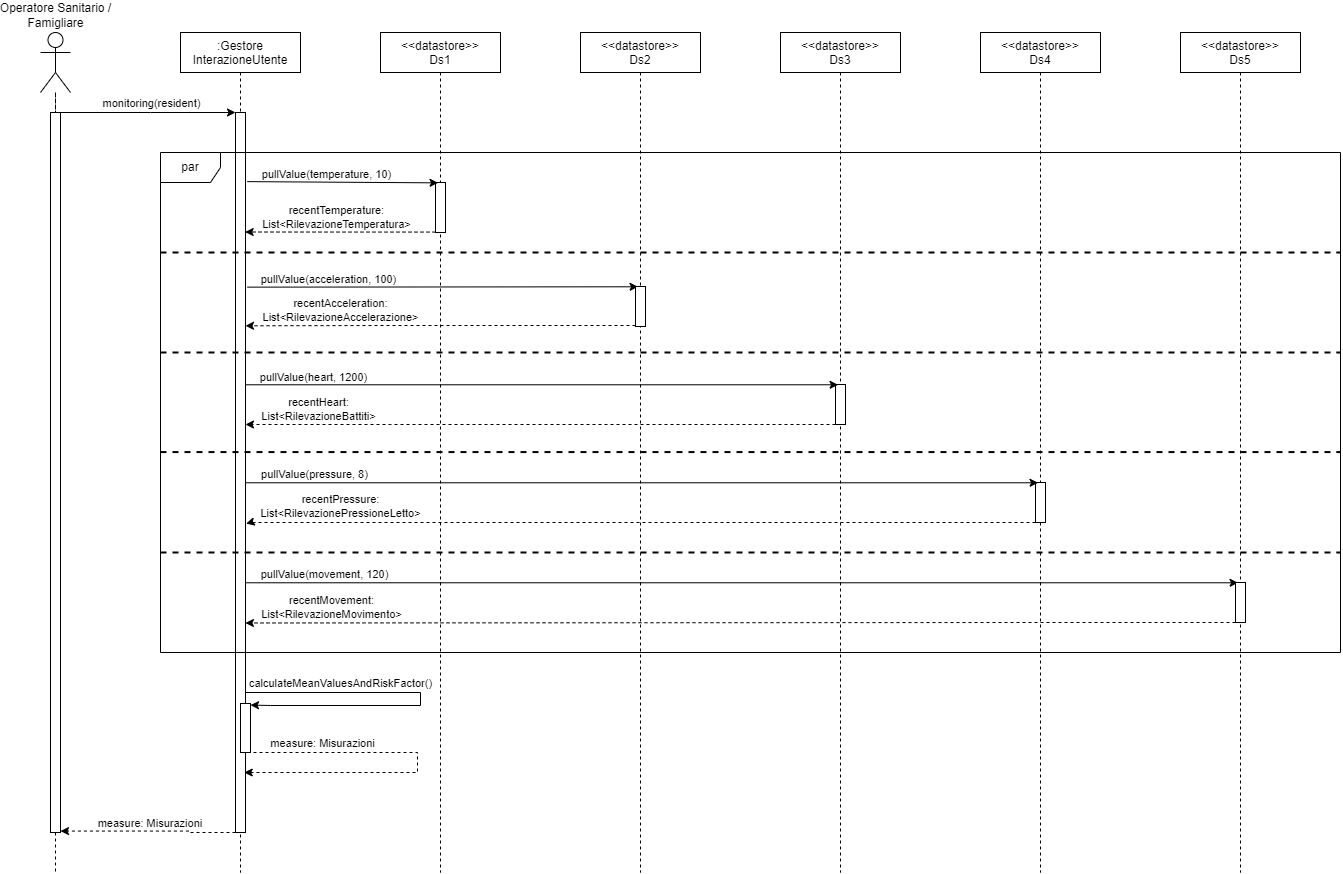 Operatore Sanitario /
Famigliare
:Gestore
InterazioneUtente
<<datastore>>
Ds1
<<datastore>>
Ds2
<<datastore>>
Ds3
<<datastore>>
Ds4
<<datastore>>
Ds5
monitoring(resident)
par
pullValue(temperature, 10)
recentTemperature:
List<RilevazioneTemperatura>
pullValue(acceleration, 100)
recentAcceleration:
List<RilevazioneAccelerazione>
pullValue(heart, 1200)
recentHeart:
List<RilevazioneBattiti>
pullValue(pressure, 8)
recentPressure:
List<RilevazionePressioneLetto>
pullValue(movement, 120)
recentMovement:
List<RilevazioneMovimento>
calculateMeanValuesAndRiskFactor()
measure: Misurazioni
measure: Misurazioni